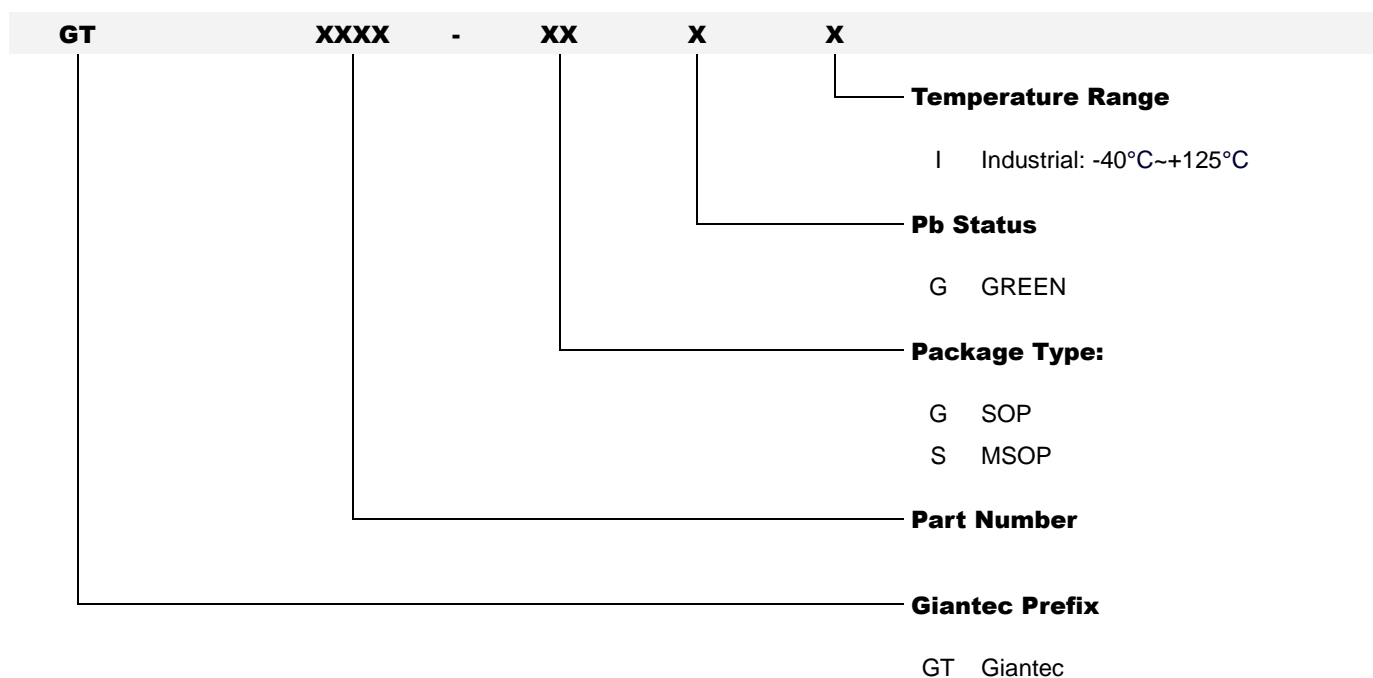 GT XXXX - XX X X
Temperature Range
I Industrial: -40°C~+125°C
Pb Status
G GREEN
Package Type:
G SOP
S MSOP
Part Number
Giantec Prefix
GT Giantec